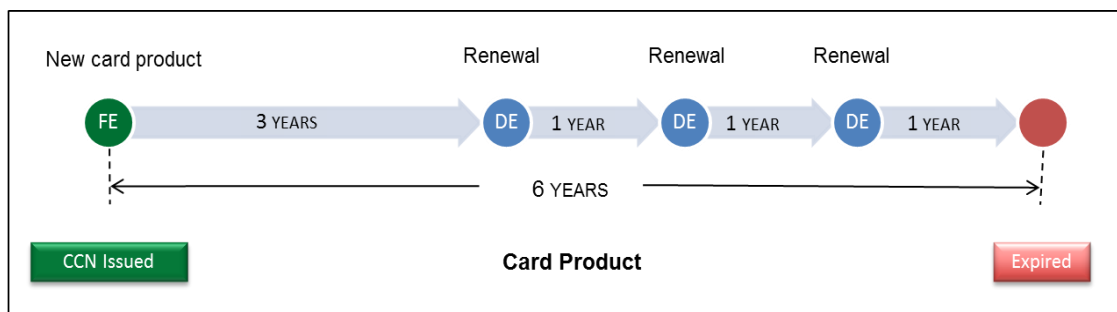 New card product
Renewal
Renewal
Renewal
FE
3 YEARS
DE
1 YEAR
DE
1 YEAR
DE
1 YEAR
6 YEARS
CCN Issued
Card Product
Expired